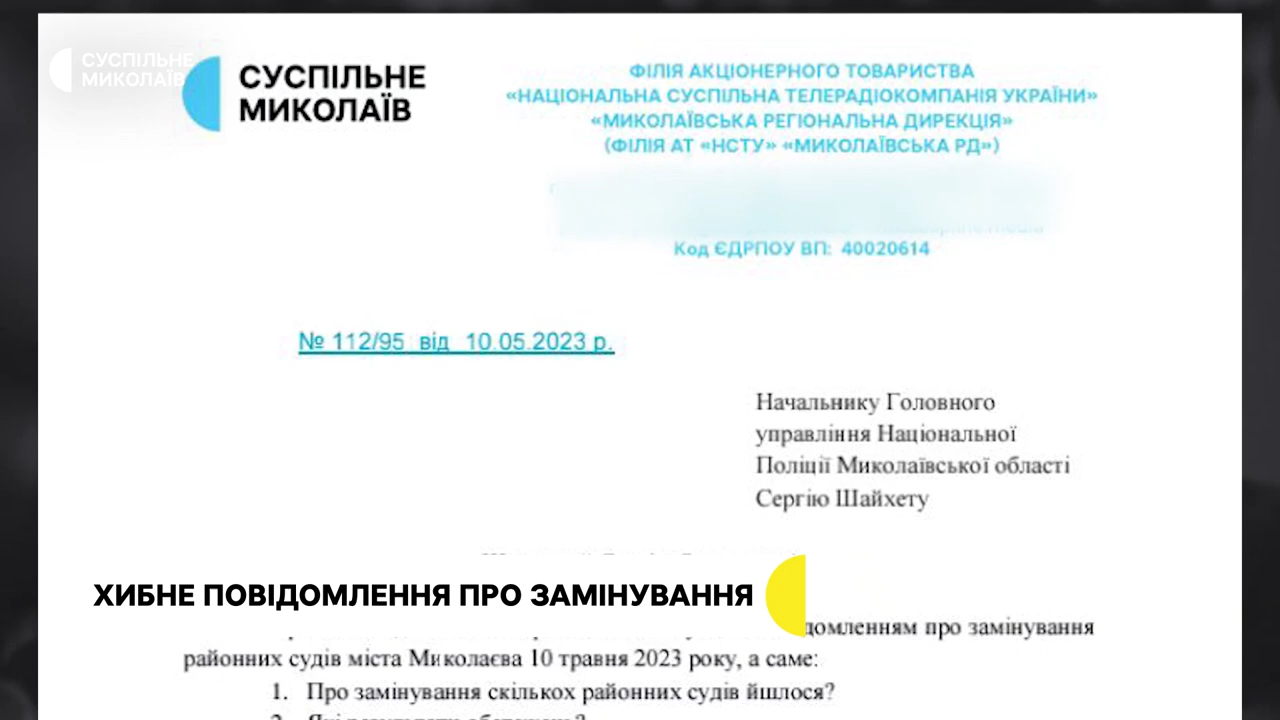 СУСПІЛЬНЕ
МИКОЛАЇВ
СУСПІЛЬНЕ
МИКОЛАЇВ
ФІЛІЯ АКЦІОНЕРНОГО ТОВАРИСТВА
«НАЦІОНАЛЬНА СУСПІЛЬНА ТЕЛЕРАДІОКОМПАНІЯ УКРАЇНИ»
«МИКОЛАЇВСЬКА РЕГІОНАЛЬНА ДИРЕКЦІЯ»
(ФІЛІЯ АТ «НСТУ» «МИКОЛАЇВСЬКА РД»)
Код ЄДРПОУ ВП: 40020614
№ 112/95 від 10.05.2023 р.
Начальнику Головного
управління Національної
Поліції Миколаївської області
Сергію Шайхету
ХИБНЕ ПОВІДОМЛЕННЯ ПРО ЗАМІНУВАННЯ
домленням про замінування
районних судів міста Миколаєва 10 травня 2023 року, а саме:
1. Про замінування скількох районних судів йшлося?